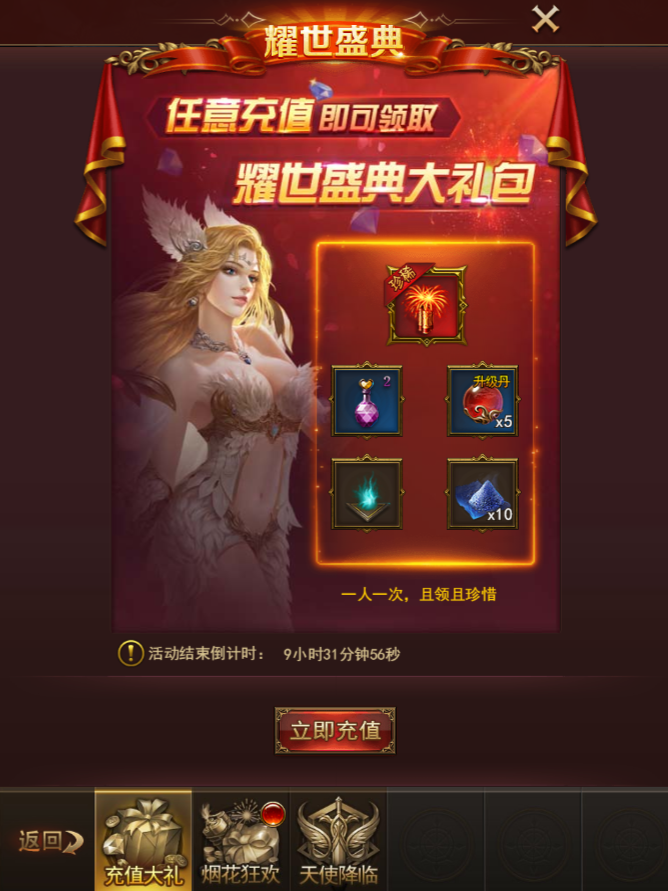 耀世盛典
任意充值即可领取
耀世盛典大礼包
珍稀
2
升级丹
x5
x10
一人一次，且领且珍惜
活动结束倒计时： 9小时31分钟56秒
立即充值
返回
充值大礼
烟花狂欢
天使降临